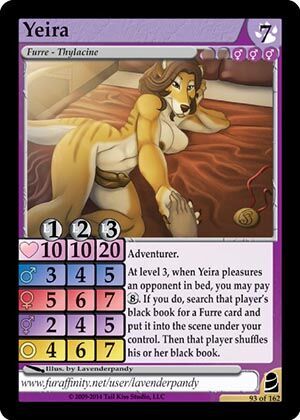 Yeira
7
Furre - Thylacine
1 2 3
10 10 20
3 4 5
5 6 7
2 4 5
4 6 7
Adventurer.
At level 3, when Yeira pleasures
an opponent in bed, you may pay
8. If you do, search that player's
black book for a Furre card and
put it into the scene under your
control. Then that player shuffles
his or her black book.
Illus. by Lavenderpandy
www.furaffinity.net/user/lavenderpandy
93 of 162
© 2009-2014 Tail Kiss Studio, LLC